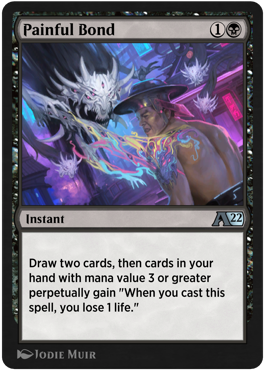 Painful Bond 1
Instant A22
Draw two cards, then cards in your
hand with mana value 3 or greater
perpetually gain "When you cast this
spell, you lose 1 life."
Jodie Muir